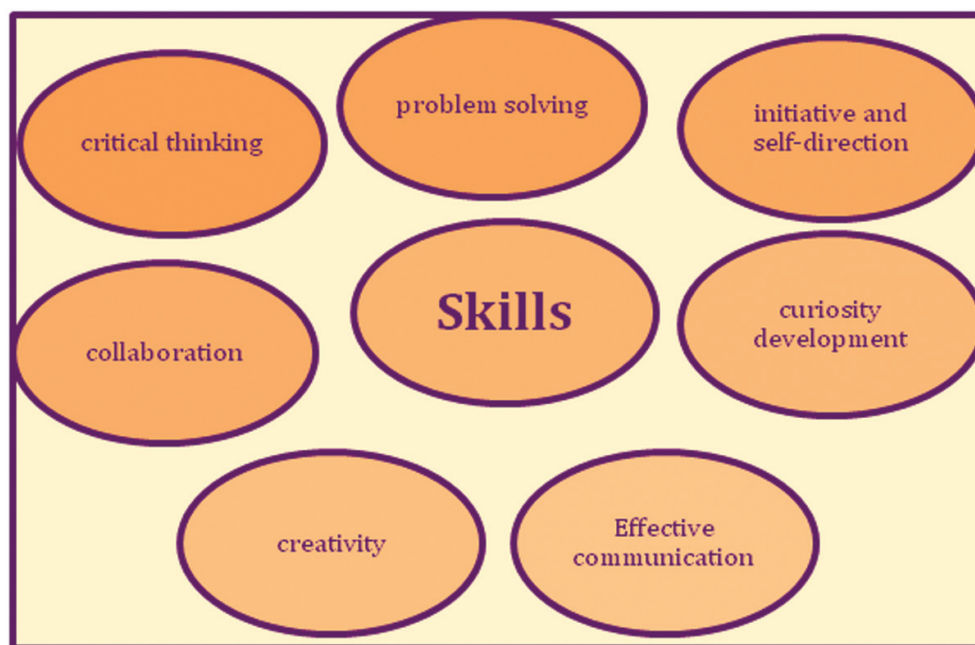 critical thinking
problem solving
initiative and
self-direction
collaboration
Skills
curiosity
development
creativity
Effective
communication